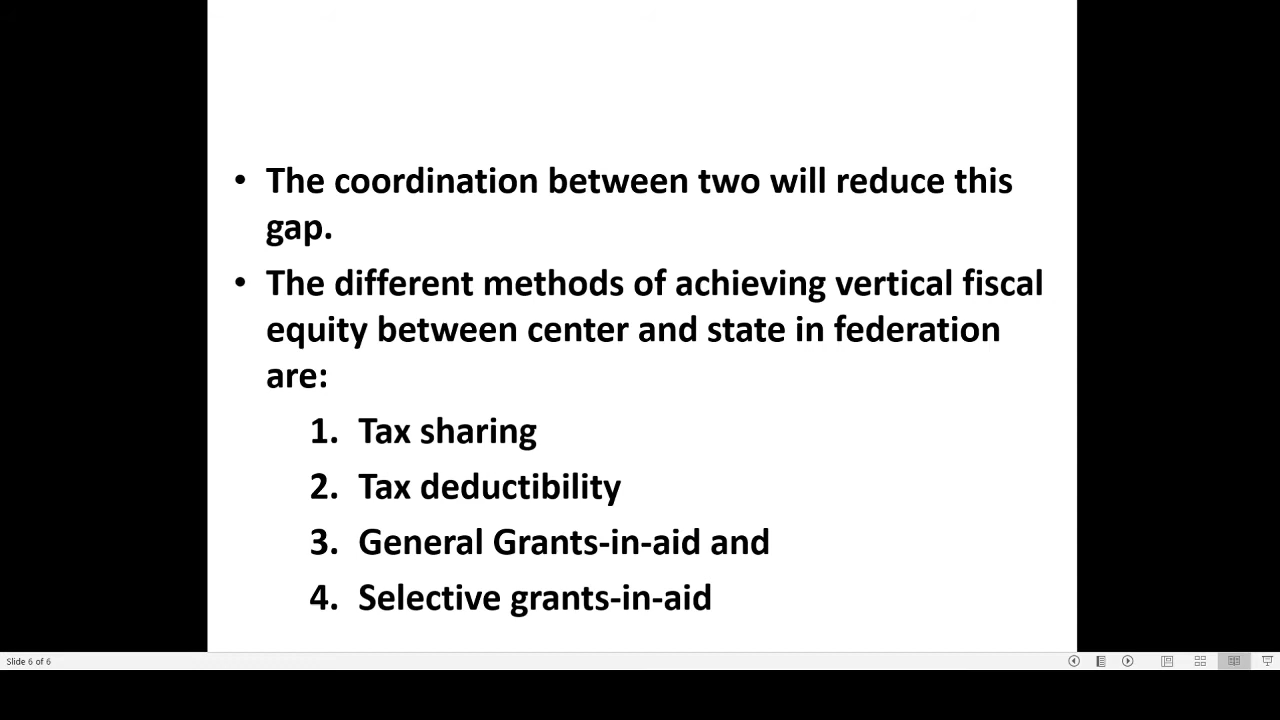 • The coordination between two will reduce this
gap.
• The different methods of achieving vertical fiscal
equity between center and state in federation
are:
1. Tax sharing
2. Tax deductibility
3. General Grants-in-aid and
4. Selective grants-in-aid
Slide 6 of 6